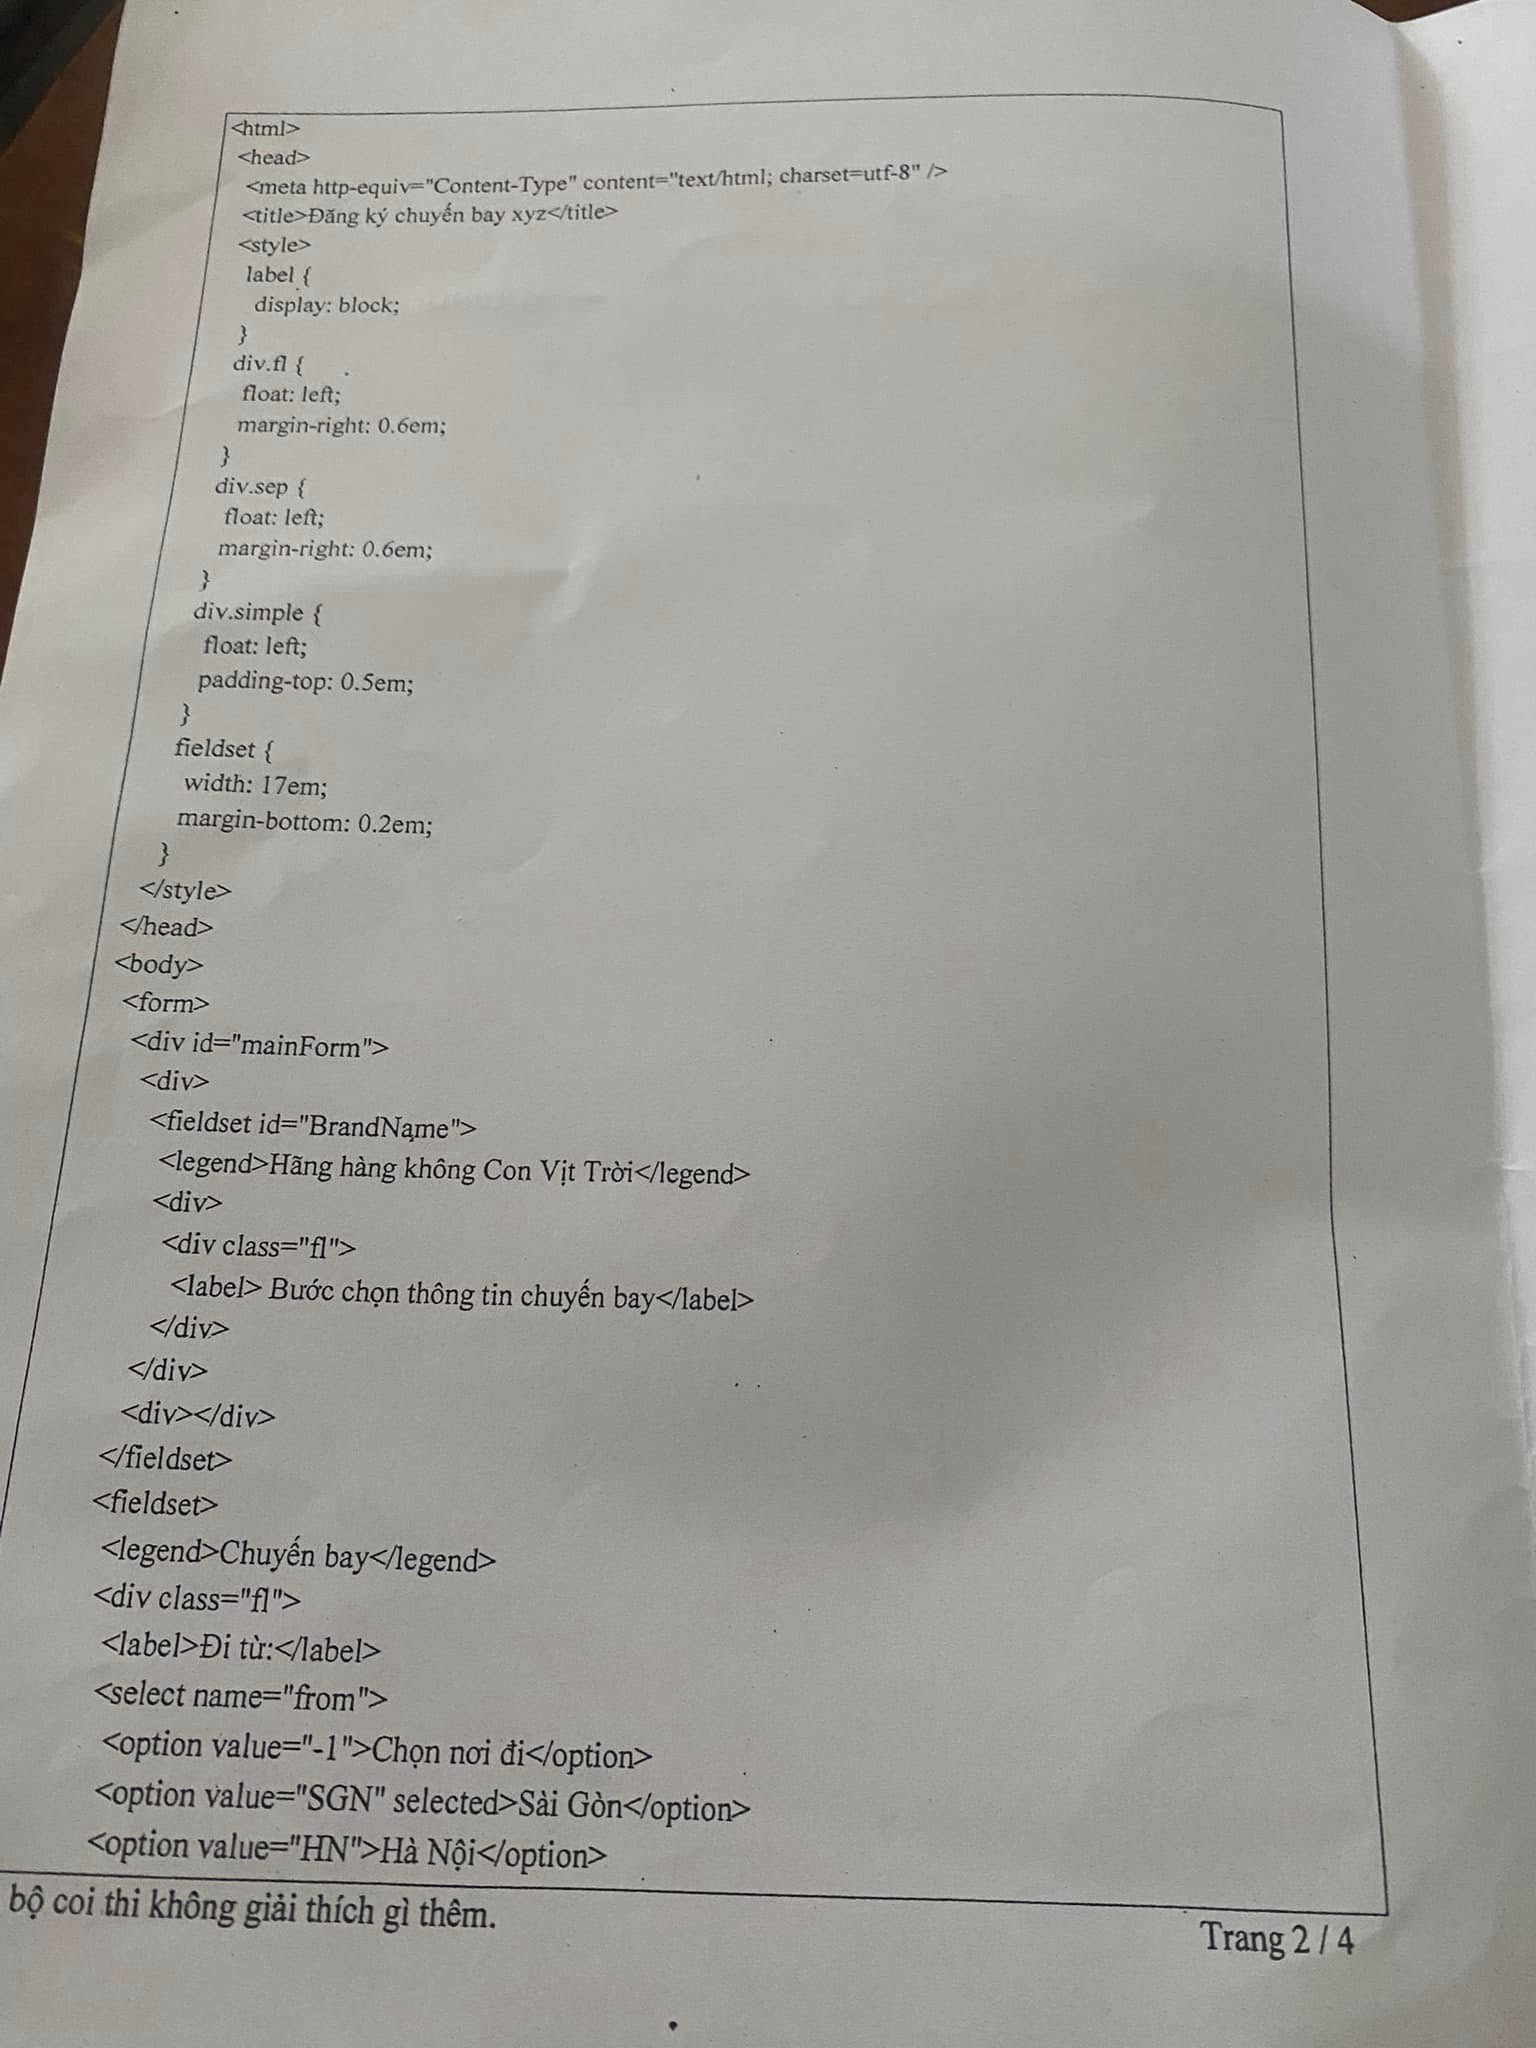 <html>
<head>
<meta http-equiv="Content-Type" content="text/html; charset=utf-8" />
<title>Đăng ký chuyến bay xyz</title>
<style>
label {
display: block;
}
div.fl {
float: left;
margin-right: 0.6em;
}
div.sep {
float: left;
margin-right: 0.6em;
}
div.simple {
float: left;
padding-top: 0.5em;
}
fieldset {
width: 17em;
margin-bottom: 0.2em;
}
</style>
</head>
<body>
<form>
<div id="mainForm">
<div>
<fieldset id="BrandName">
<legend>Hãng hàng không Con Vịt Trời</legend>
<div>
<div class="fl">
<label> Bước chọn thông tin chuyến bay</label>
</div>
</div>
<div></div>
</fieldset>
<fieldset>
<legend>Chuyến bay</legend>
<div class="fl">
<label>Đi từ:</label>
<select name="from">
<option value="-1">Chọn nơi đi</option>
<option value="SGN" selected>Sài Gòn</option>
<option value="HN">Hà Nội</option>
bộ coi thi không giải thích gì thêm.
Trang 2 / 4